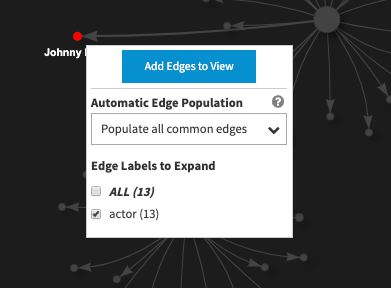 Johnny
Add Edges to View
Automatic Edge Population
?
Populate all common edges
Edge Labels to Expand
ALL (13)
actor (13)